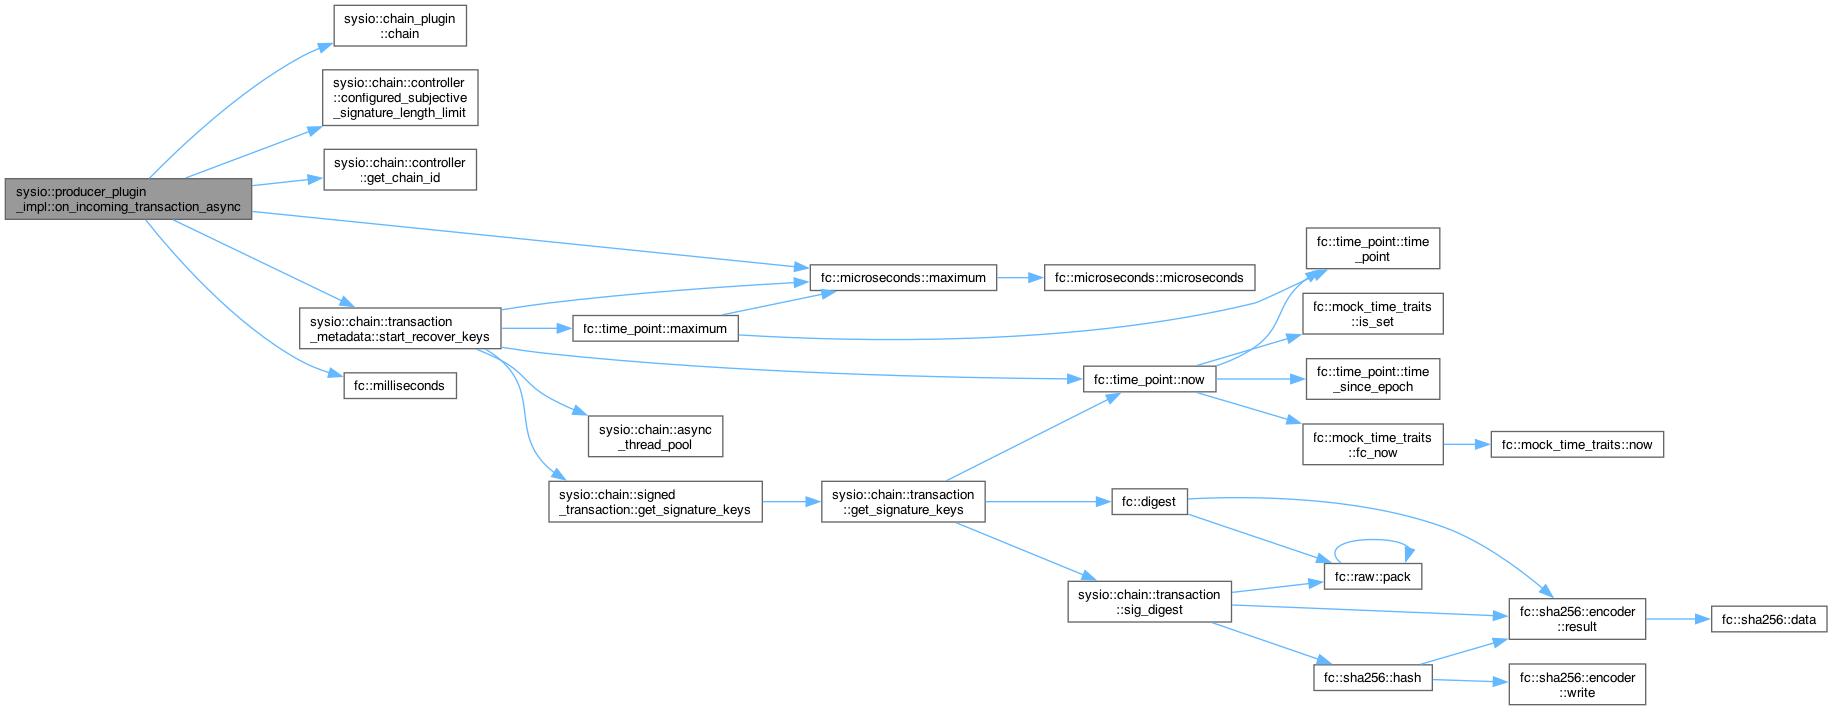 sysio::producer_plugin
_impl::on_incoming_transaction_async
sysio::chain_plugin
::chain
sysio::chain::controller
::configured_subjective
_signature_length_limit
sysio::chain::controller
::get_chain_id
sysio::chain::transaction
_metadata::start_recover_keys
fc::milliseconds
fc::microseconds::maximum
fc::microseconds::microseconds
fc::time_point::maximum
fc::time_point::time
_point
fc::mock_time_traits
::is_set
fc::time_point::now
fc::time_point::time
_since_epoch
fc::mock_time_traits
::fc_now
fc::mock_time_traits::now
sysio::chain::async
_thread_pool
sysio::chain::signed
_transaction::get_signature_keys
sysio::chain::transaction
::get_signature_keys
fc::digest
fc::raw::pack
sysio::chain::transaction
::sig_digest
fc::sha256::encoder
::result
fc::sha256::data
fc::sha256::hash
fc::sha256::encoder
::write